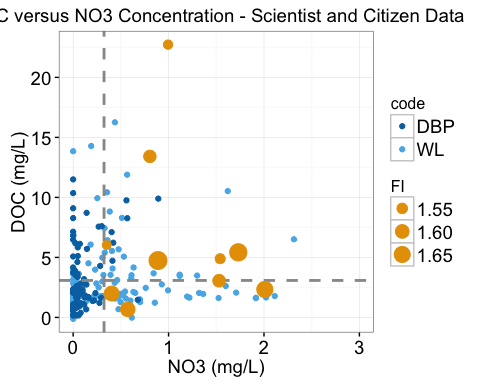 C versus NO3 Concentration - Scientist and Citizen Data
DOC (mg/L)
20
15
10
5
0
0 1 2 3
NO3 (mg/L)
code
DBP
WL
FI
1.55
1.60
1.65